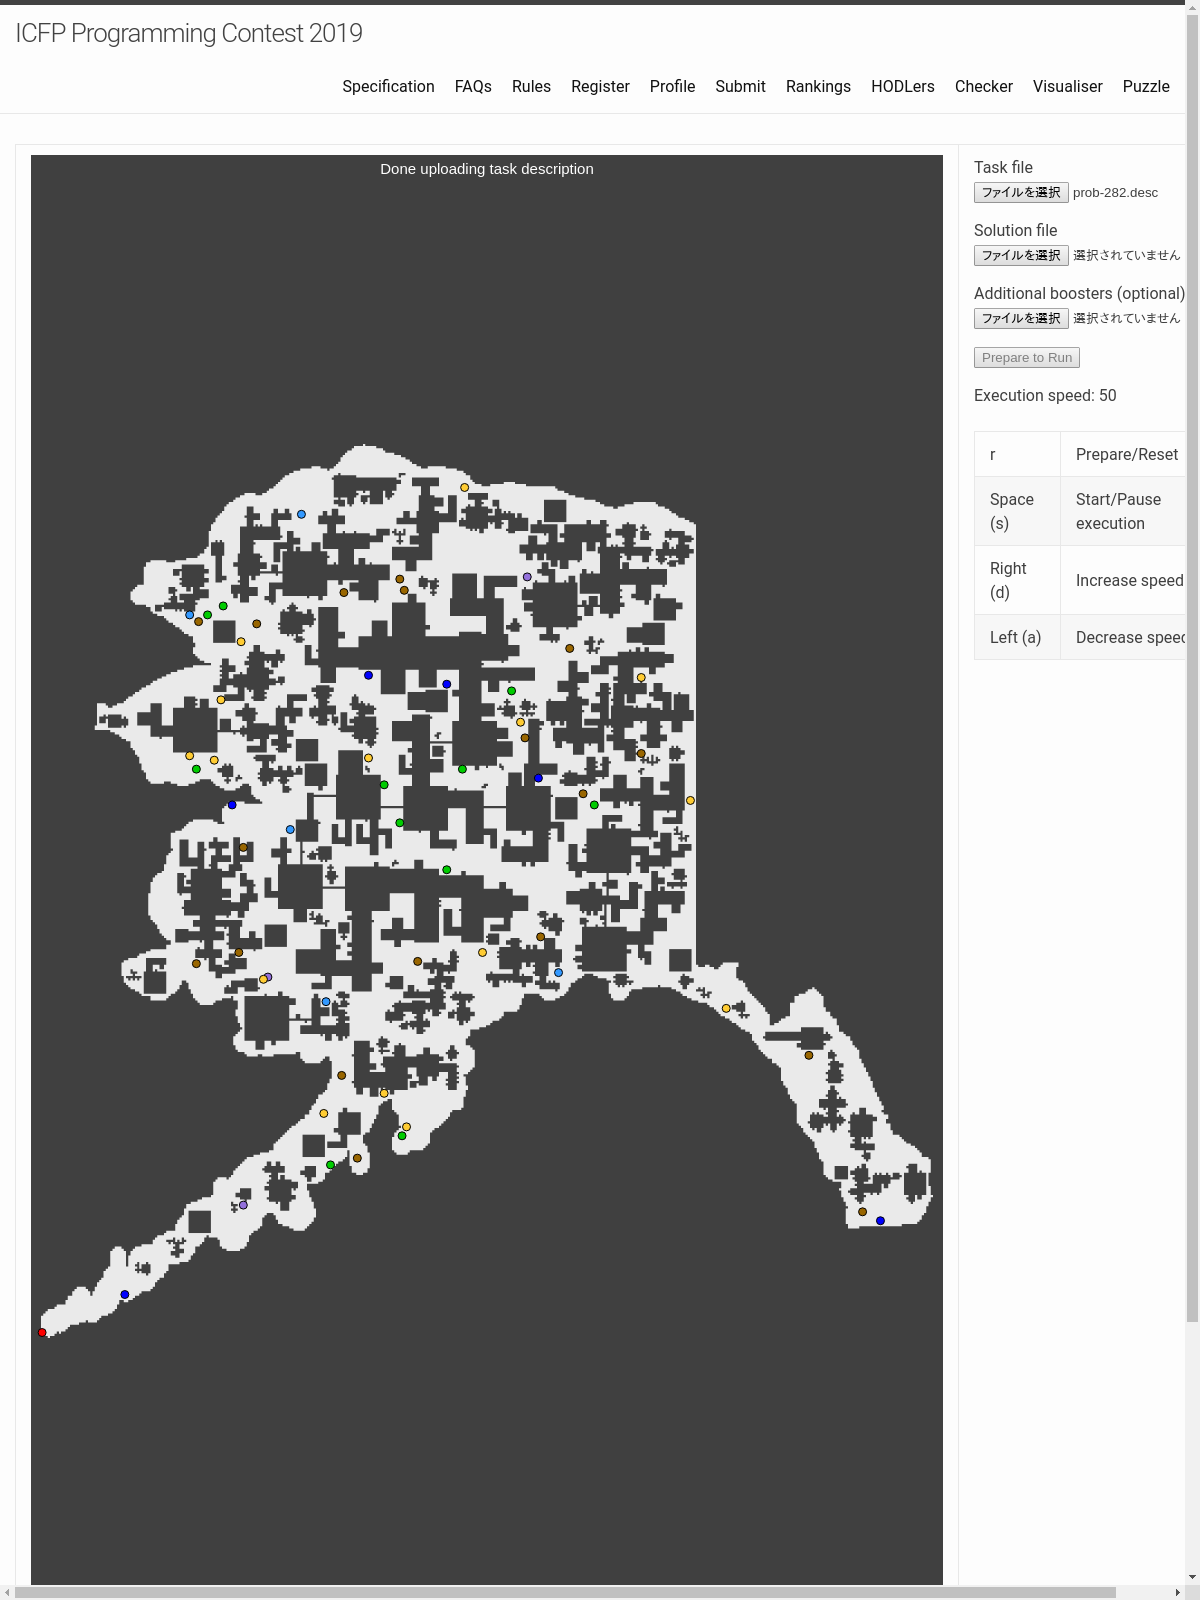 ICFP Programming Contest 2019
Specification FAQs Rules Register Profile Submit Rankings HODLers Checker Visualiser Puzzle
Done uploading task description
Task file
ファイルを選択 prob-282.desc
Solution file
ファイルを選択 選択されていません
Additional boosters (optional)
ファイルを選択 選択されていません
Prepare to Run
Execution speed: 50
r Prepare/Reset
Space (s) Start/Pause execution
Right (d) Increase speed
Left (a) Decrease speed